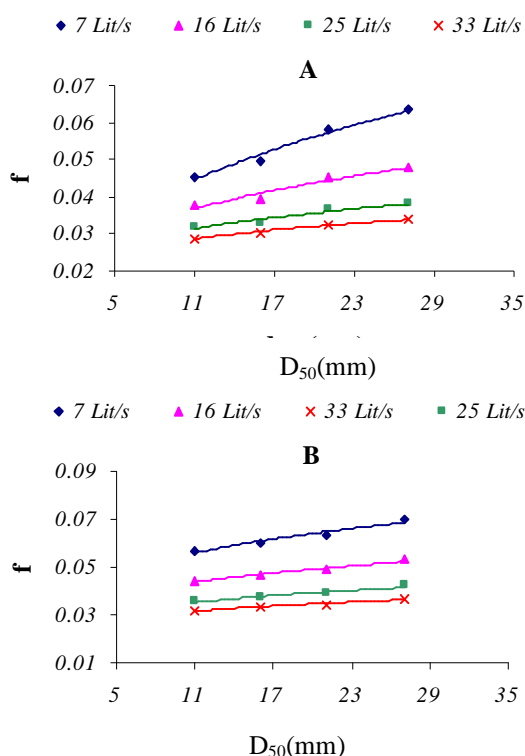 7 Lit/s 16 Lit/s 25 Lit/s 33 Lit/s
A
0.07
0.06
0.05
0.04
0.03
0.02
f
5 11 17 23 29 35
D50(mm)
7 Lit/s 16 Lit/s 33 Lit/s 25 Lit/s
B
0.09
0.07
0.05
0.03
0.01
f
5 11 17 23 29 35
D50(mm)